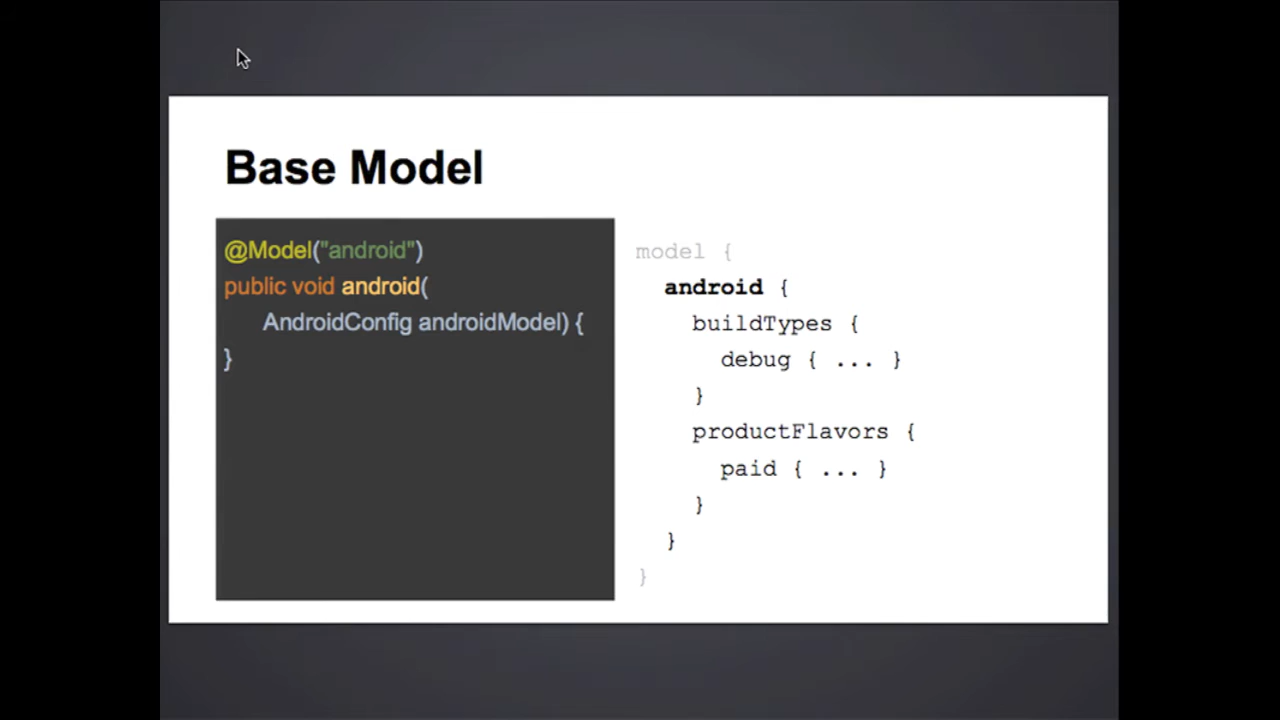 Base Model
@Model("android")
public void android(
AndroidConfig androidModel) {
}
model {
android {
buildTypes {
debug { ... }
}
productFlavors {
paid { ... }
}
}
}